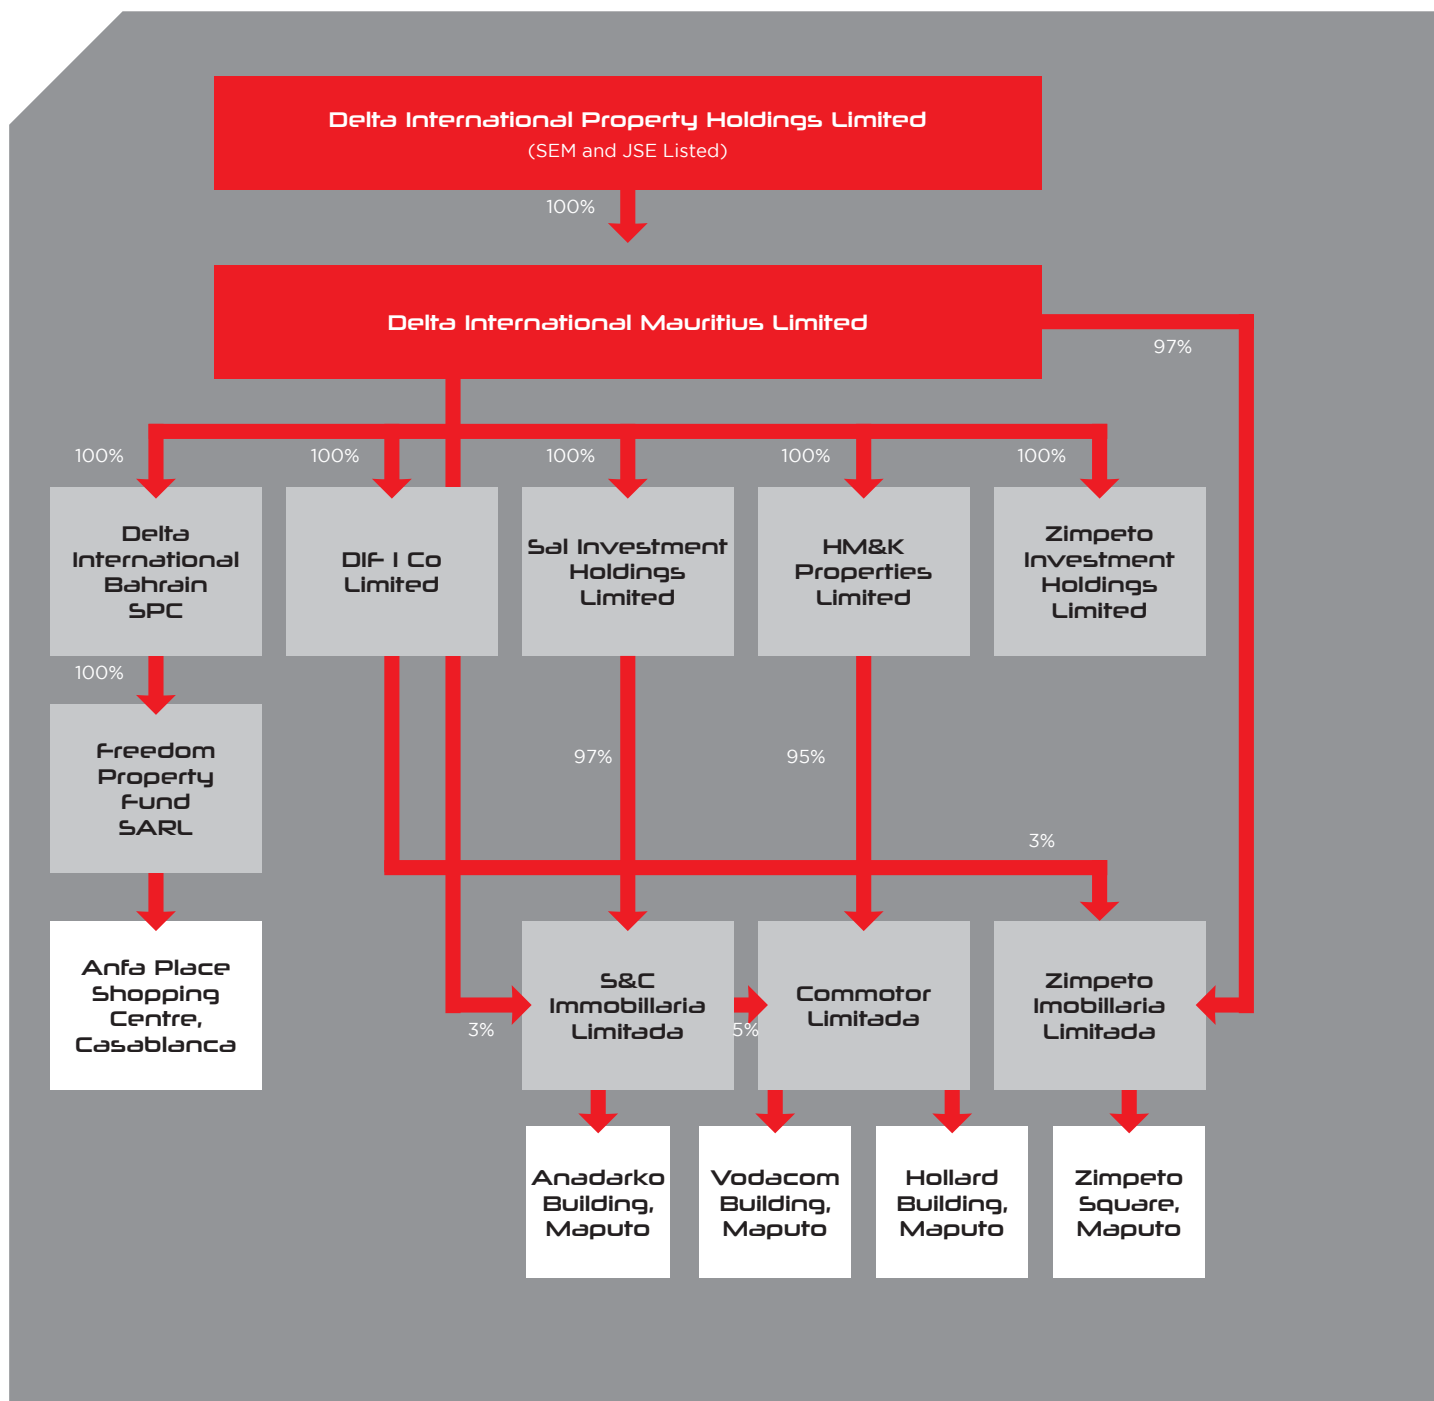 Delta International Property Holdings Limited
(SEM and JSE Listed)
100%
Delta International Mauritius Limited
97%
100%
100%
100%
100%
100%
Delta
International
Bahrain
SPC
DIF I Co
Limited
Sal Investment
Holdings
Limited
HM&K
Properties
Limited
Zimpeto
Investment
Holdings
Limited
100%
Freedom
Property
Fund
SARL
97%
95%
3%
Anfa Place
Shopping
Centre,
Casablanca
3%
S&C
Immobillaria
Limitada
5%
Commotor
Limitada
Zimpeto
Imobillaria
Limitada
Anadarko
Building,
Maputo
Vodacom
Building,
Maputo
Hollard
Building,
Maputo
Zimpeto
Square,
Maputo